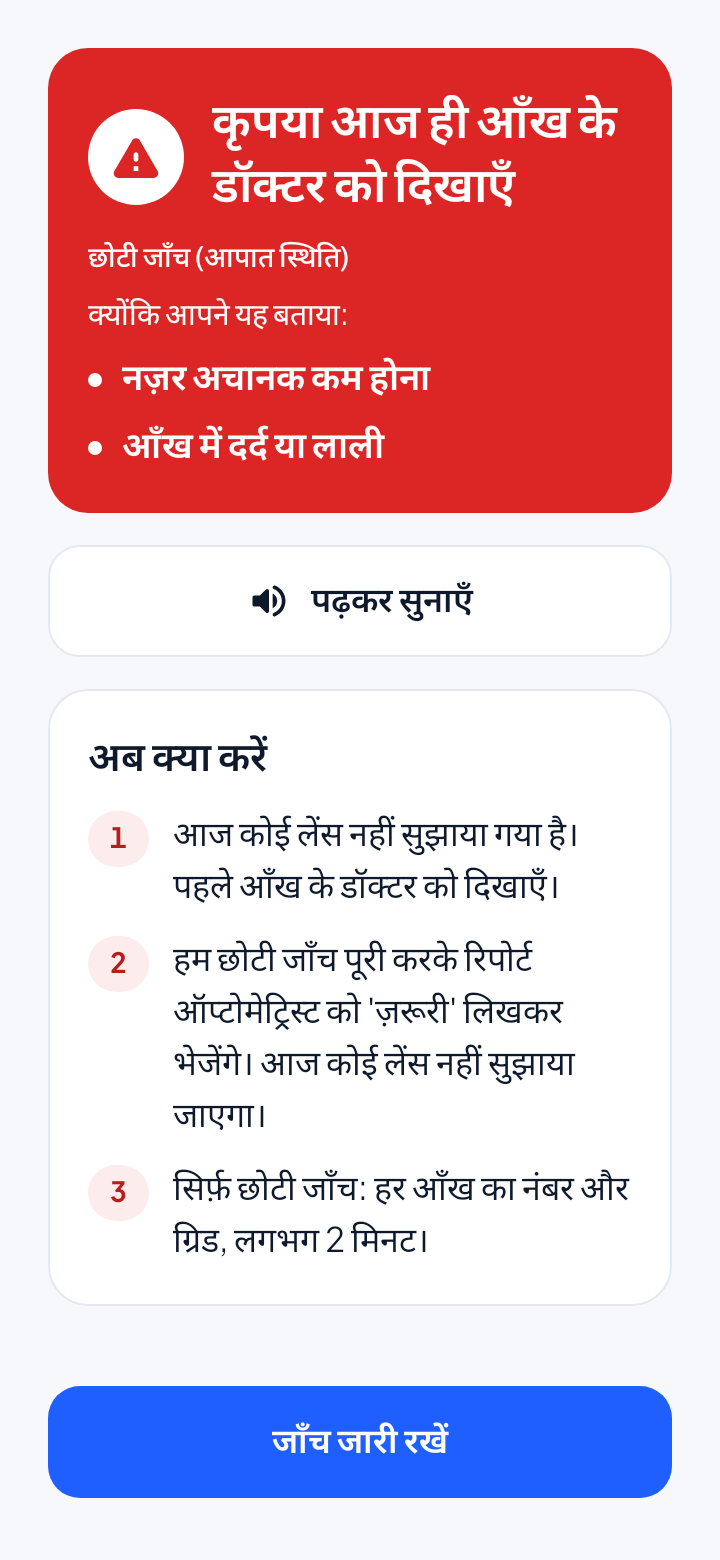 कृपया आज ही आँख के
डॉक्टर को दिखाएँ
छोटी जाँच (आपात स्थिति)
क्योंकि आपने यह बताया:
• नज़र अचानक कम होना
• आँख में दर्द या लाली
पढ़कर सुनाएँ
अब क्या करें
1 आज कोई लेंस नहीं सुझाया गया है।
पहले आँख के डॉक्टर को दिखाएँ।
2 हम छोटी जाँच पूरी करके रिपोर्ट
ऑप्टोमेट्रिस्ट को 'ज़रूरी' लिखकर
भेजेंगे। आज कोई लेंस नहीं सुझाया
जाएगा।
3 सिर्फ़ छोटी जाँच: हर आँख का नंबर और
ग्रिड, लगभग 2 मिनट।
जाँच जारी रखें